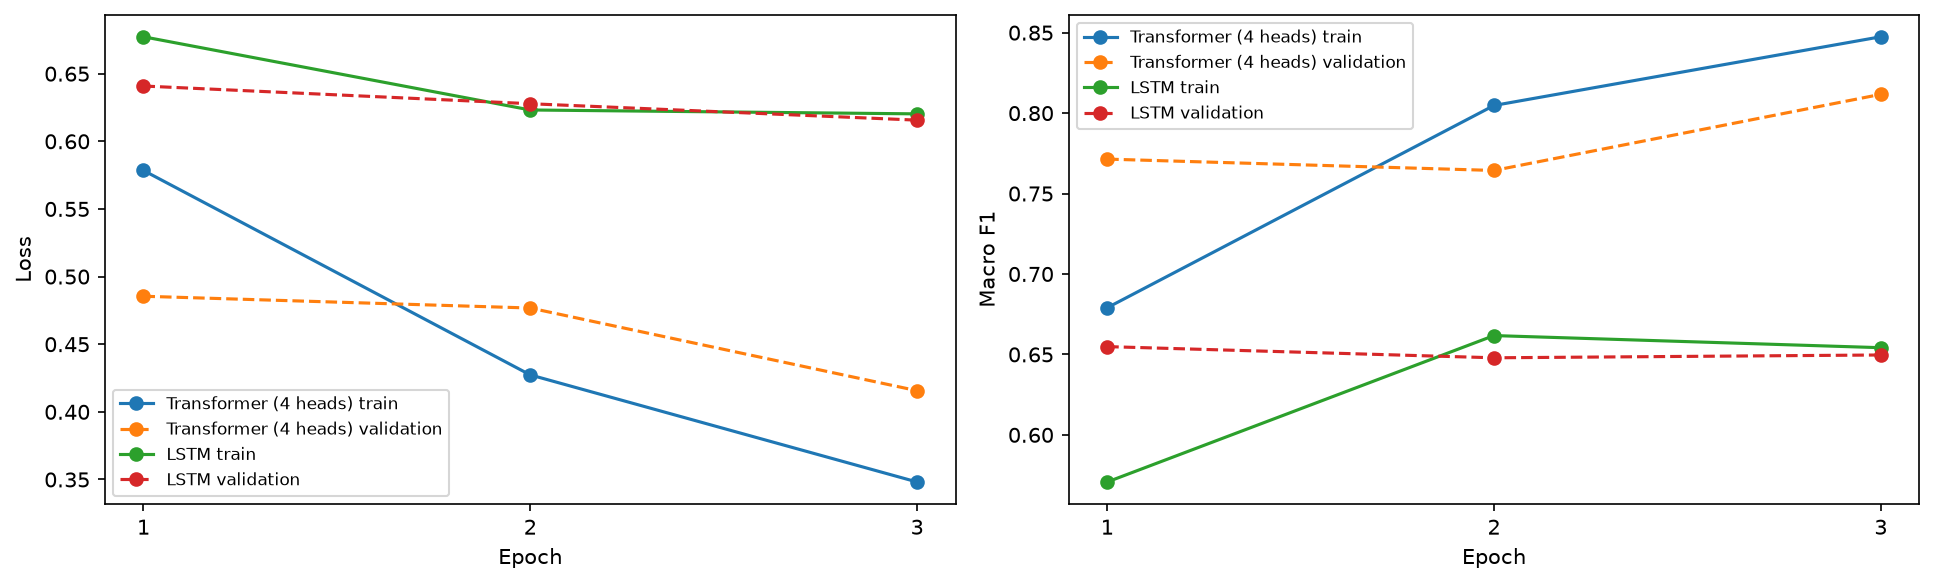 0.65
0.60
0.55
0.50
0.45
0.40
0.35
Loss
Transformer (4 heads) train
Transformer (4 heads) validation
LSTM train
LSTM validation
1 2 3
Epoch
0.85
0.80
0.75
0.70
0.65
0.60
Macro F1
Transformer (4 heads) train
Transformer (4 heads) validation
LSTM train
LSTM validation
1 2 3
Epoch